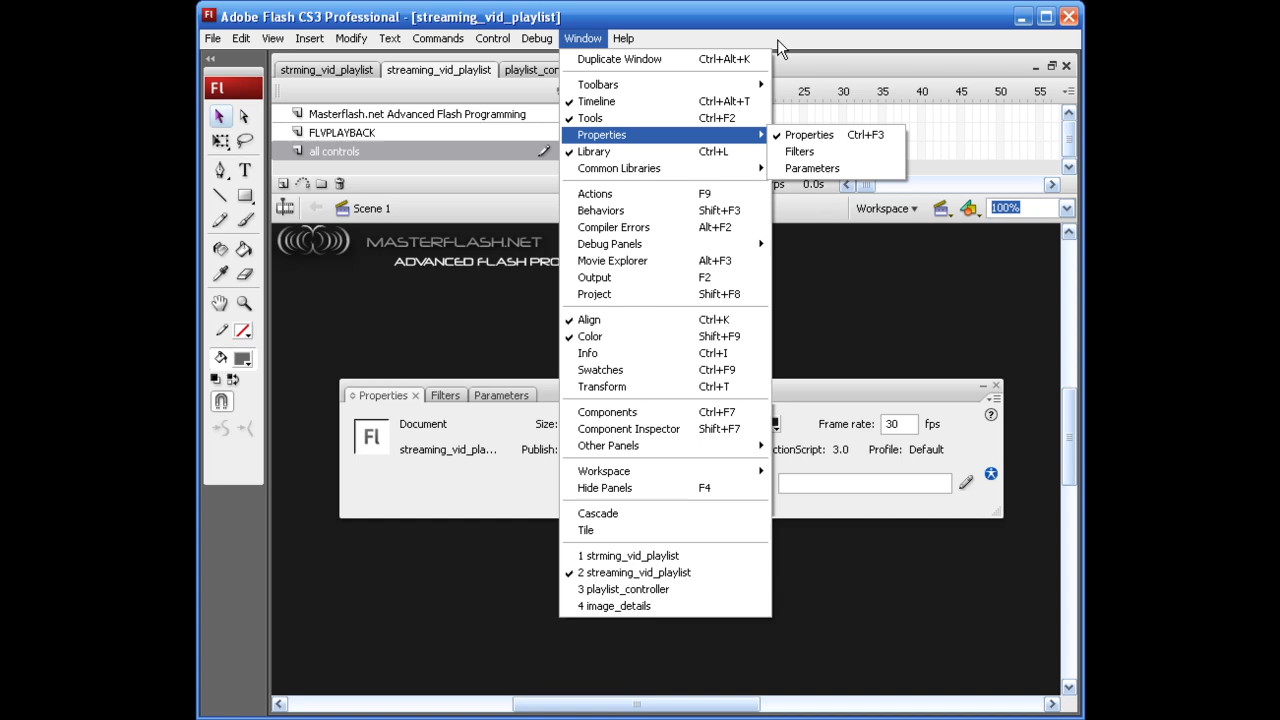 Adobe Flash CS3 Professional - [streaming_vid_playlist]
File Edit View Insert Modify Text Commands Control Debug Window Help
strming_vid_playlist streaming_vid_playlist
Fl
25 30 35 40 45 50 55
Masterflash.net Advanced Flash Programming
FLVPLAYBACK
all controls
0.0s
Scene 1
Workspace
100%
MASTERFLASH.NET
Duplicate Window Ctrl+Alt+K
Toolbars
Timeline Ctrl+Alt+T
Tools Ctrl+F2
Properties
Library Ctrl+L
Common Libraries
Actions F9
Behaviors Shift+F3
Compiler Errors Alt+F2
Debug Panels
Movie Explorer Alt+F3
Output F2
Project Shift+F8
Align Ctrl+K
Color Shift+F9
Info Ctrl+I
Swatches Ctrl+F9
Transform Ctrl+T
Components Ctrl+F7
Component Inspector Shift+F7
Other Panels
Workspace
Hide Panels F4
Cascade
Tile
1 strming_vid_playlist
2 streaming_vid_playlist
3 playlist_controller
4 image_details
Properties Ctrl+F3
Filters
Parameters
ADVANCED FLASH
Properties Filters Parameters
Fl
Document Size: Frame rate: 30 fps
streaming_vid_pla... Publish: 3.0 Profile: Default